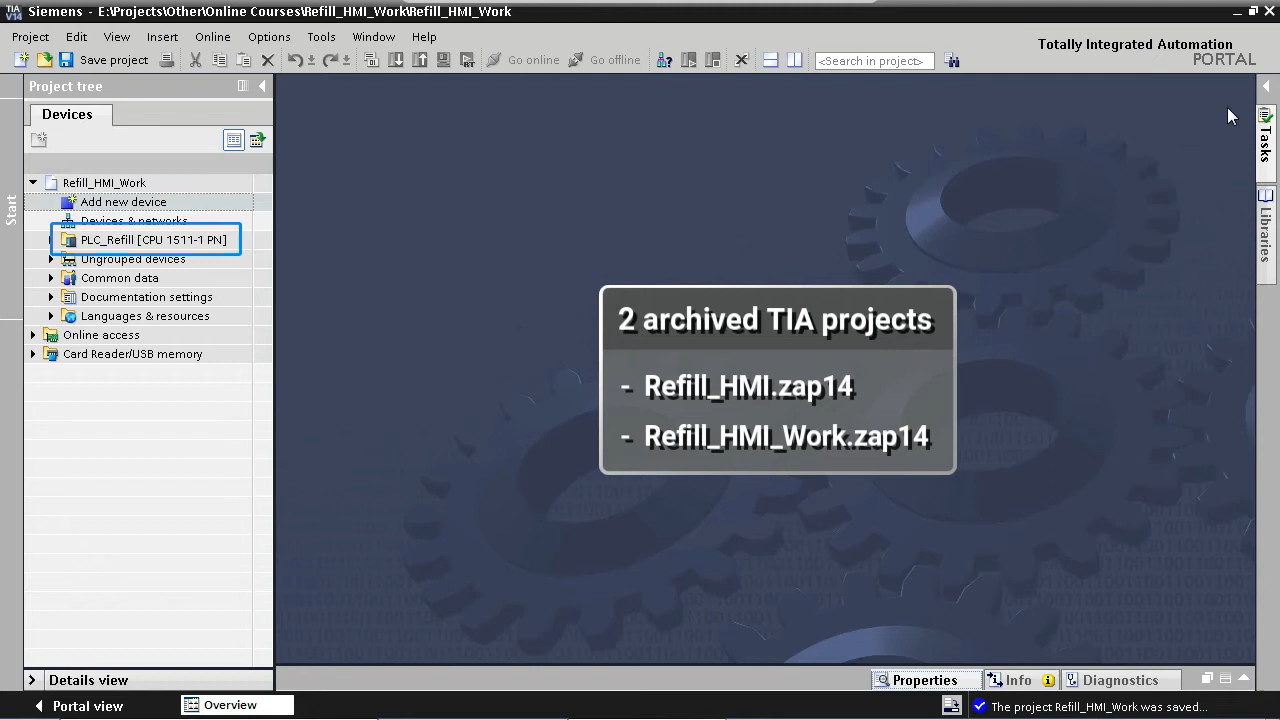 TIA
V14
Siemens - E:\Projects\Other\Online Courses\Refill_HMI_Work\Refill_HMI_Work
Project Edit View Insert Online Options Tools Window Help
Totally Integrated Automation
PORTAL
Save project
Go online
Go offline
<Search in project>
Project tree
Devices
Start
Refill_HMI_Work
Add new device
Devices & networks
PLC_Refill [CPU 1511-1 PN]
Ungrouped devices
Common data
Documentation settings
Languages & resources
Online access
Card Reader/USB memory
2 archived TIA projects
- Refill_HMI.zap14
- Refill_HMI_Work.zap14
Tasks
Libraries
Details view
Properties
Info
Diagnostics
Portal view
Overview
The project Refill_HMI_Work was saved...